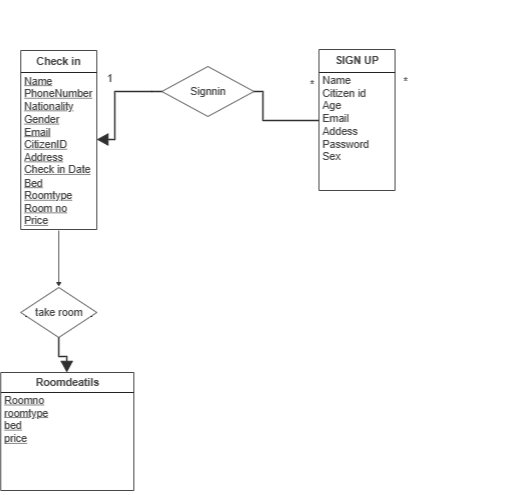 Check in
Name
PhoneNumber
Nationality
Gender
Email
CitizenID
Address
Check in Date
Bed
Roomtype
Room no
Price
1
Signnin
*
SIGN UP
Name
Citizen id
Age
Email
Addess
Password
Sex
*
take room
Roomdeatils
Roomno
roomtype
bed
price